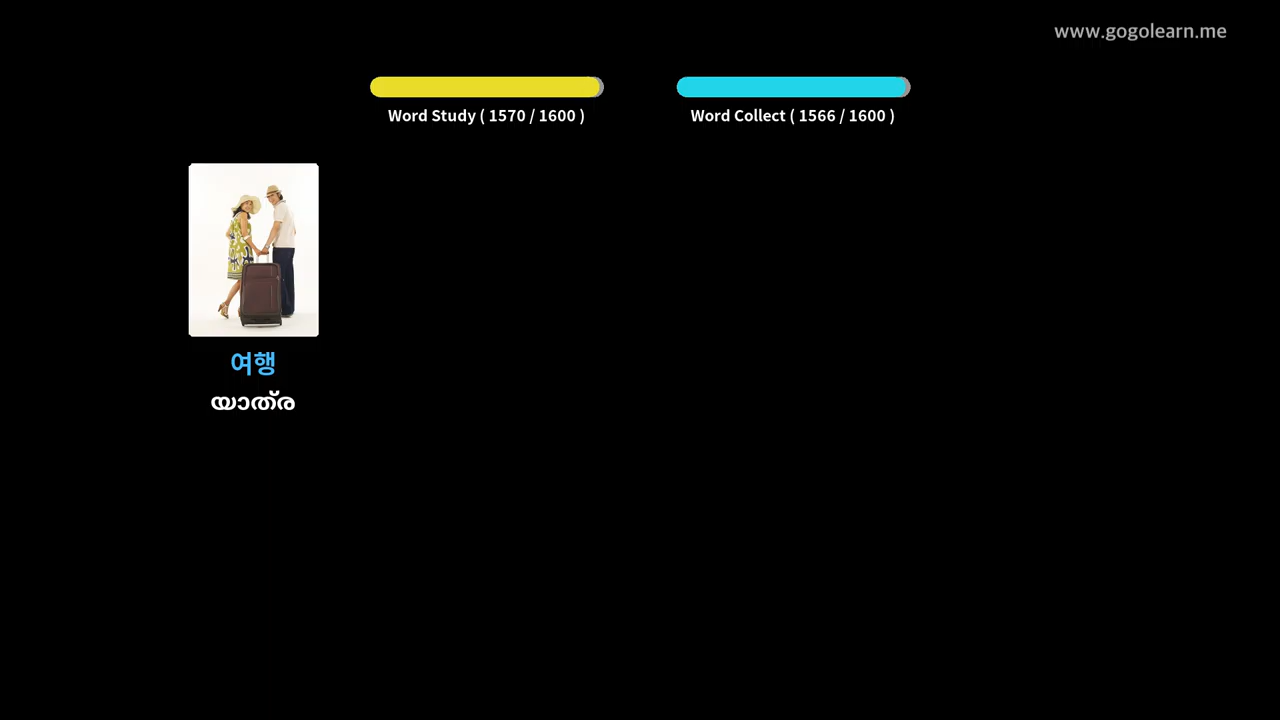 www.gogolearn.me
Word Study ( 1570 / 1600 )
Word Collect ( 1566 / 1600 )
여행
യാത്ര